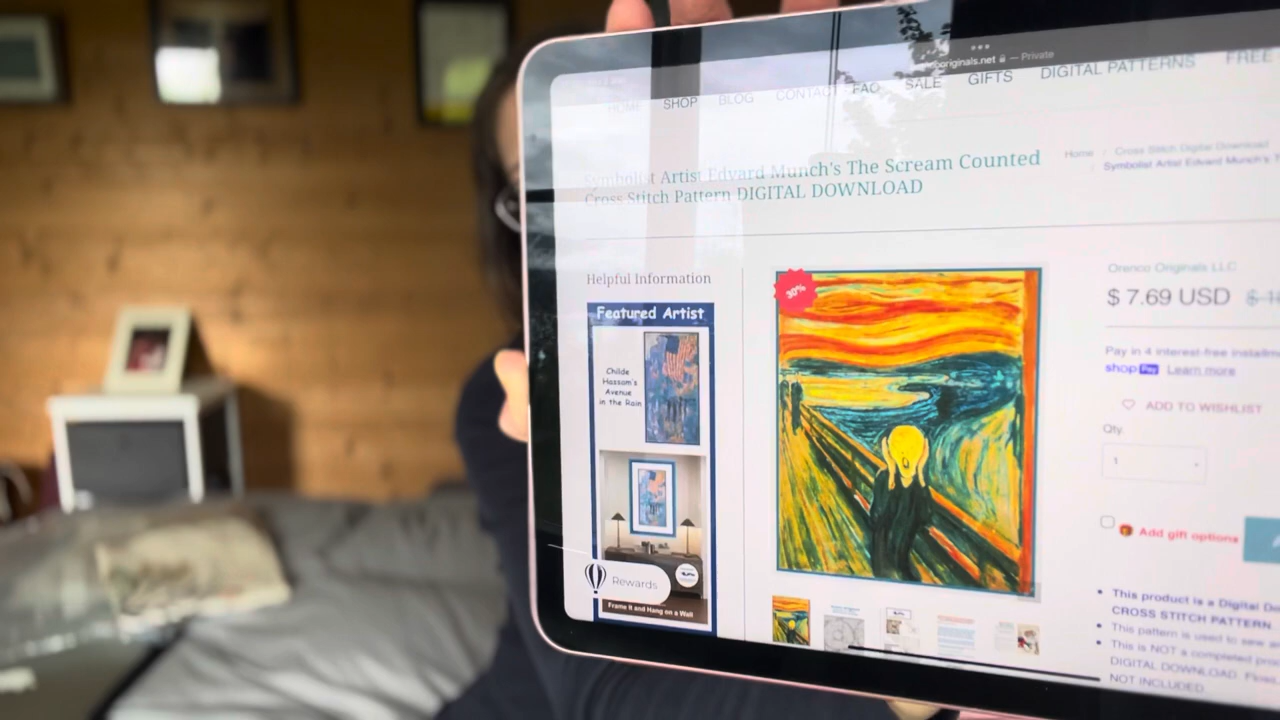 originals.net — Private
HOME SHOP BLOG CONTACT FAQ SALE GIFTS DIGITAL PATTERNS FREE
Home / Cross Stitch Digital Download
/ Symbolist Artist Edvard Munch's
Symbolist Artist Edvard Munch's The Scream Counted
Cross Stitch Pattern DIGITAL DOWNLOAD
Helpful Information
Featured Artist
Childe
Hassam's
Avenue
in the Rain
Rewards
Frame it and Hang on a Wall
30%
Orenco Originals LLC
$ 7.69 USD
Pay in 4 interest-free
shop Pay Learn more
ADD TO WISHLIST
Qty.
1
Add gift options
This product is a Digital
CROSS STITCH PATTERN
This pattern is used to sew
This is NOT a completed
DIGITAL DOWNLOAD.
NOT INCLUDED.